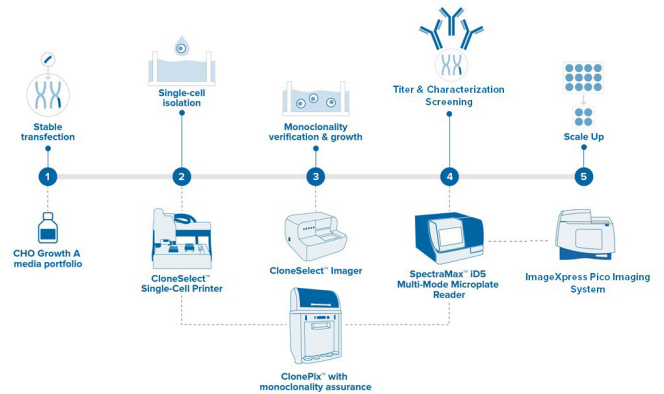 Stable
transfection
Single-cell
isolation
Monoclonality
verification & growth
Titer & Characterization
Screening
Scale Up
1
2
3
4
5
CHO Growth A
media portfolio
CloneSelect™
Single-Cell Printer
CloneSelect™ Imager
SpectraMax™ iD5
Multi-Mode Microplate
Reader
ImageXpress Pico Imaging
System
ClonePix™ with
monoclonality assurance